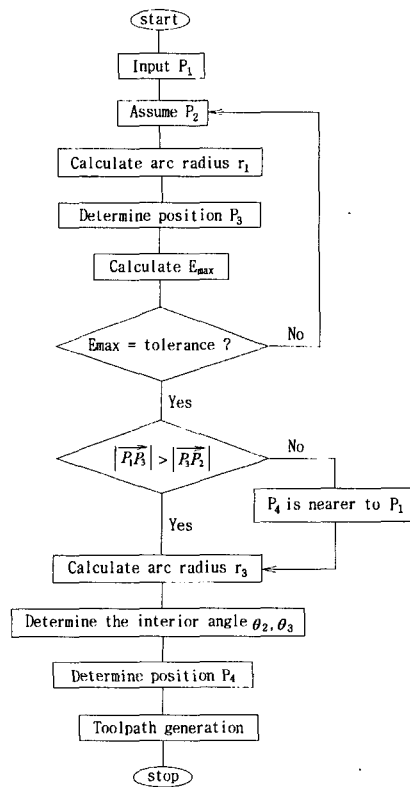 start
Input P₁
Assume P₂
Calculate arc radius r₁
Determine position P₃
Calculate Eₘₐₓ
Emax = tolerance ?
No
Yes
|P₁P₃| > |P₃P₂|
No
P₄ is nearer to P₁
Yes
Calculate arc radius r₃
Determine the interior angle θ₂, θ₃
Determine position P₄
Toolpath generation
stop